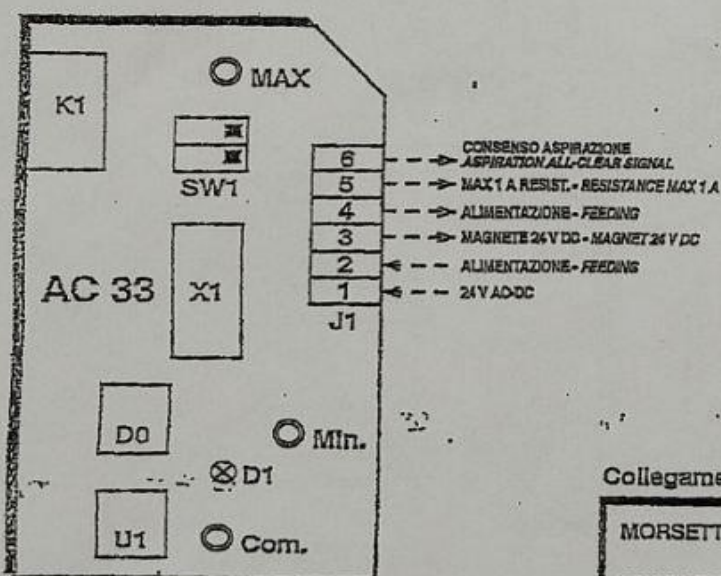 MAX
K1
SW1
6 CONSENSO ASPIRAZIONE
ASPIRATION ALL-CLEAR SIGNAL
5 MAX 1 A RESIST. - RESISTANCE MAX 1 A
4 ALIMENTAZIONE - FEEDING
3 MAGNETE 24 V DC - MAGNET 24 V DC
2 ALIMENTAZIONE - FEEDING
1 24 V AC-DC
J1
AC 33
X1
D0
Min.
D1
U1
Com.
Collegame
MORSETT